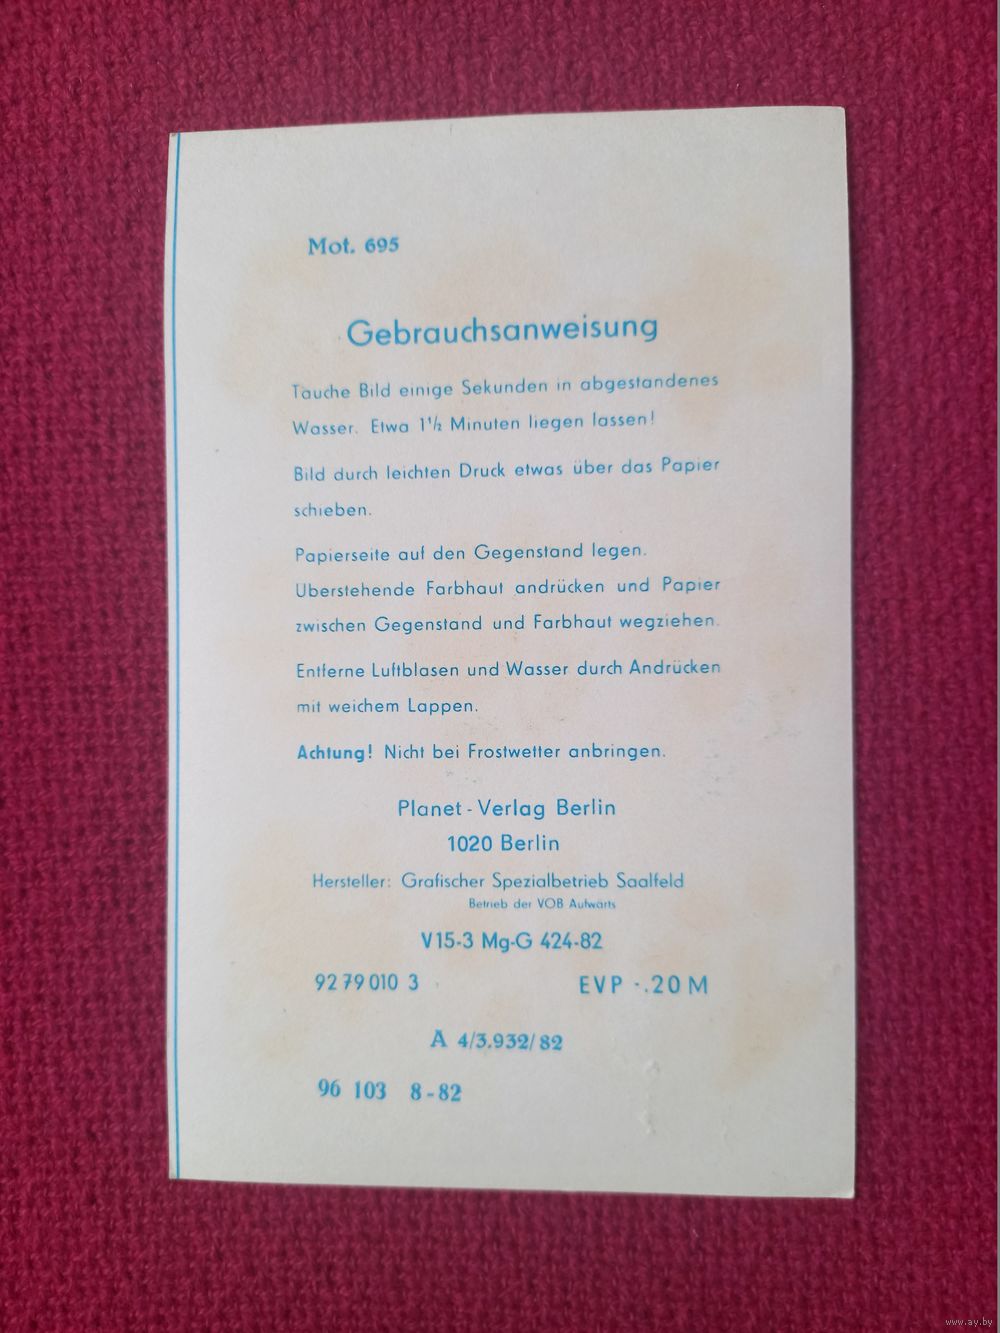 Mot. 695
Gebrauchsanweisung
Tauche Bild einige Sekunden in abgestandenes
Wasser. Etwa 1½ Minuten liegen lassen!
Bild durch leichten Druck etwas über das Papier
schieben.
Papierseite auf den Gegenstand legen.
Uberstehende Farbhaut andrücken und Papier
zwischen Gegenstand und Farbhaut wegziehen.
Entferne Luftblasen und Wasser durch Andrücken
mit weichem Lappen.
Achtung! Nicht bei Frostwetter anbringen.
Planet-Verlag Berlin
1020 Berlin
Hersteller: Grafischer Spezialbetrieb Saalfeld
Betrieb der VOB Aufwärts
V15-3 Mg-G 424-82
92 79 010 3 EVP -.20 M
A 4/3.932/82
96 103 8-82
www.ay.by